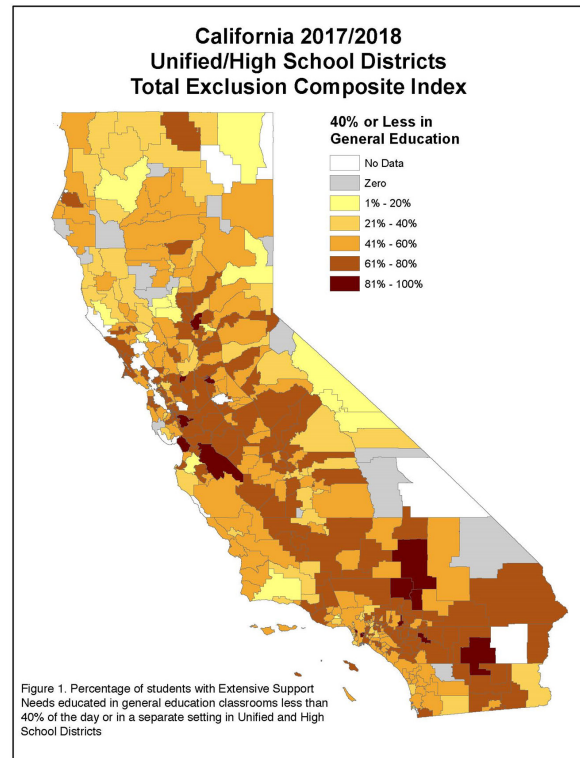 California 2017/2018
Unified/High School Districts
Total Exclusion Composite Index
40% or Less in
General Education
No Data
Zero
1% - 20%
21% - 40%
41% - 60%
61% - 80%
81% - 100%
Figure 1. Percentage of students with Extensive Support
Needs educated in general education classrooms less than
40% of the day or in a separate setting in Unified and High
School Districts